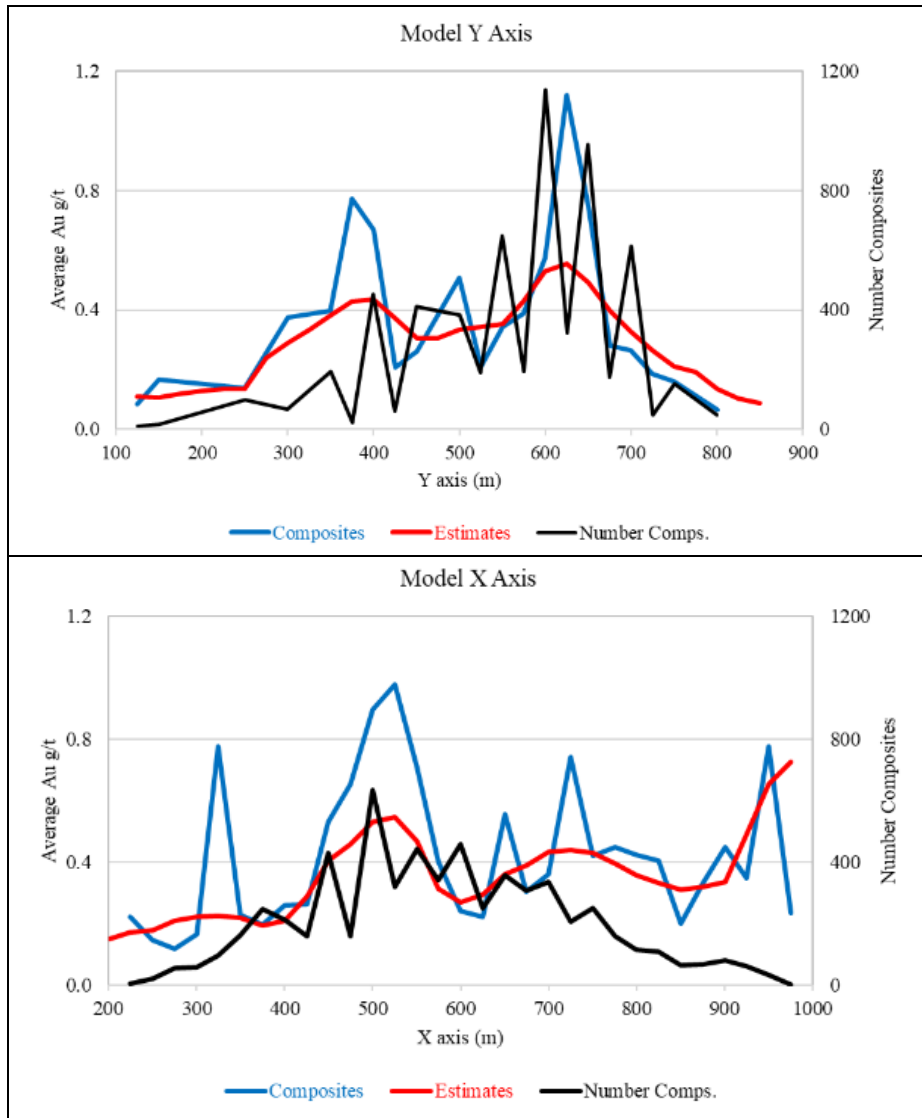 Model Y Axis
1.2 1200
0.8 800
0.4 400
0.0 0
Average Au g/t
Number Composites
100 200 300 400 500 600 700 800 900
Y axis (m)
Composites Estimates Number Comps.
Model X Axis
1.2 1200
0.8 800
0.4 400
0.0 0
Average Au g/t
Number Composites
200 300 400 500 600 700 800 900 1000
X axis (m)
Composites Estimates Number Comps.